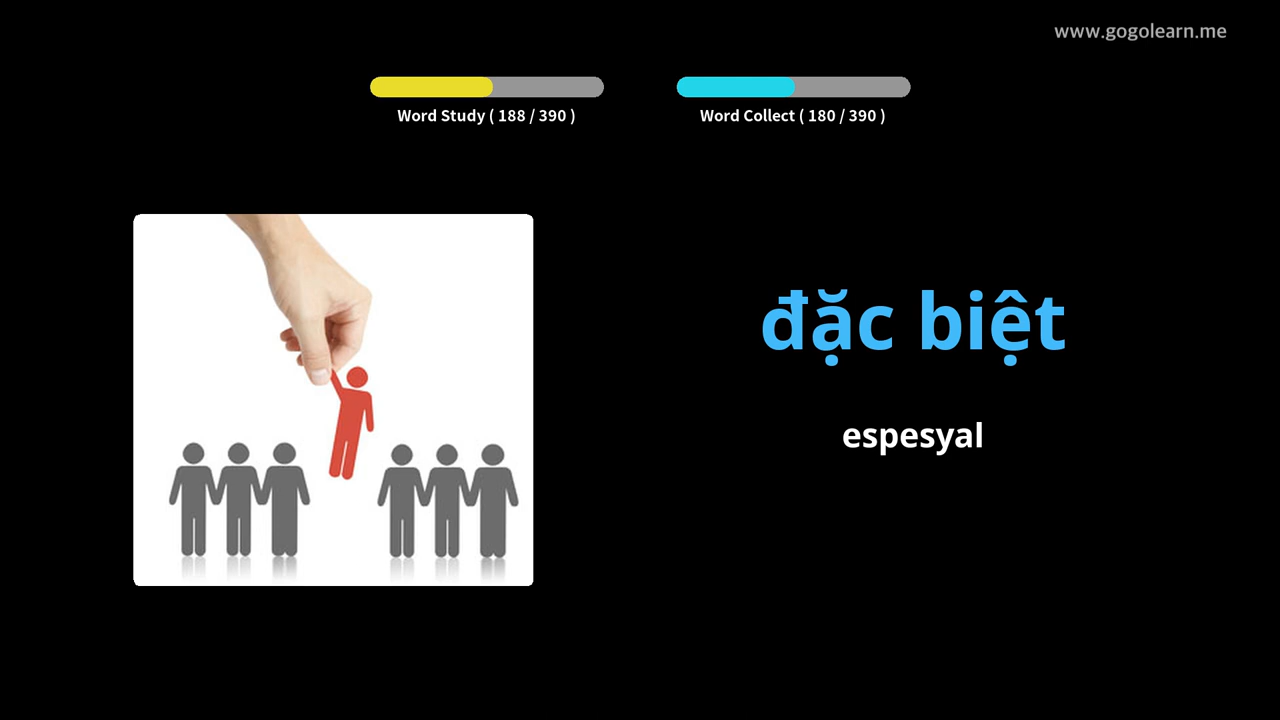 www.gogolearn.me
Word Study ( 188 / 390 )
Word Collect ( 180 / 390 )
đặc biệt
espesyal